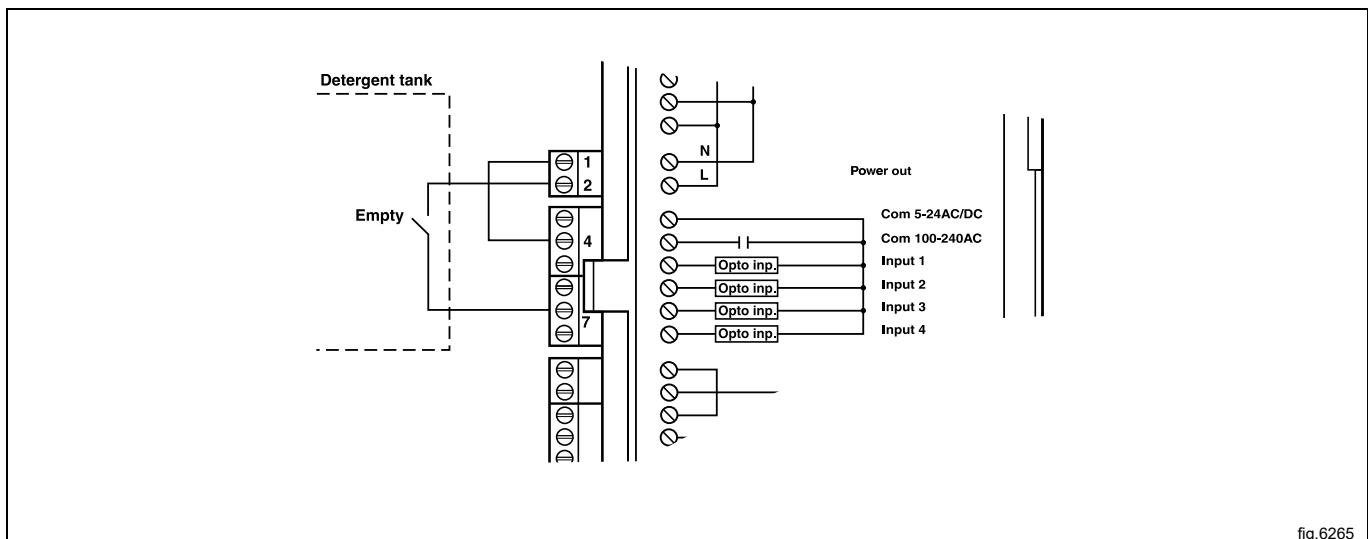 Detergent tank
Empty
1
2
4
7
N
L
Power out
Com 5-24AC/DC
Com 100-240AC
Opto inp. Input 1
Opto inp. Input 2
Opto inp. Input 3
Opto inp. Input 4
fig.6265